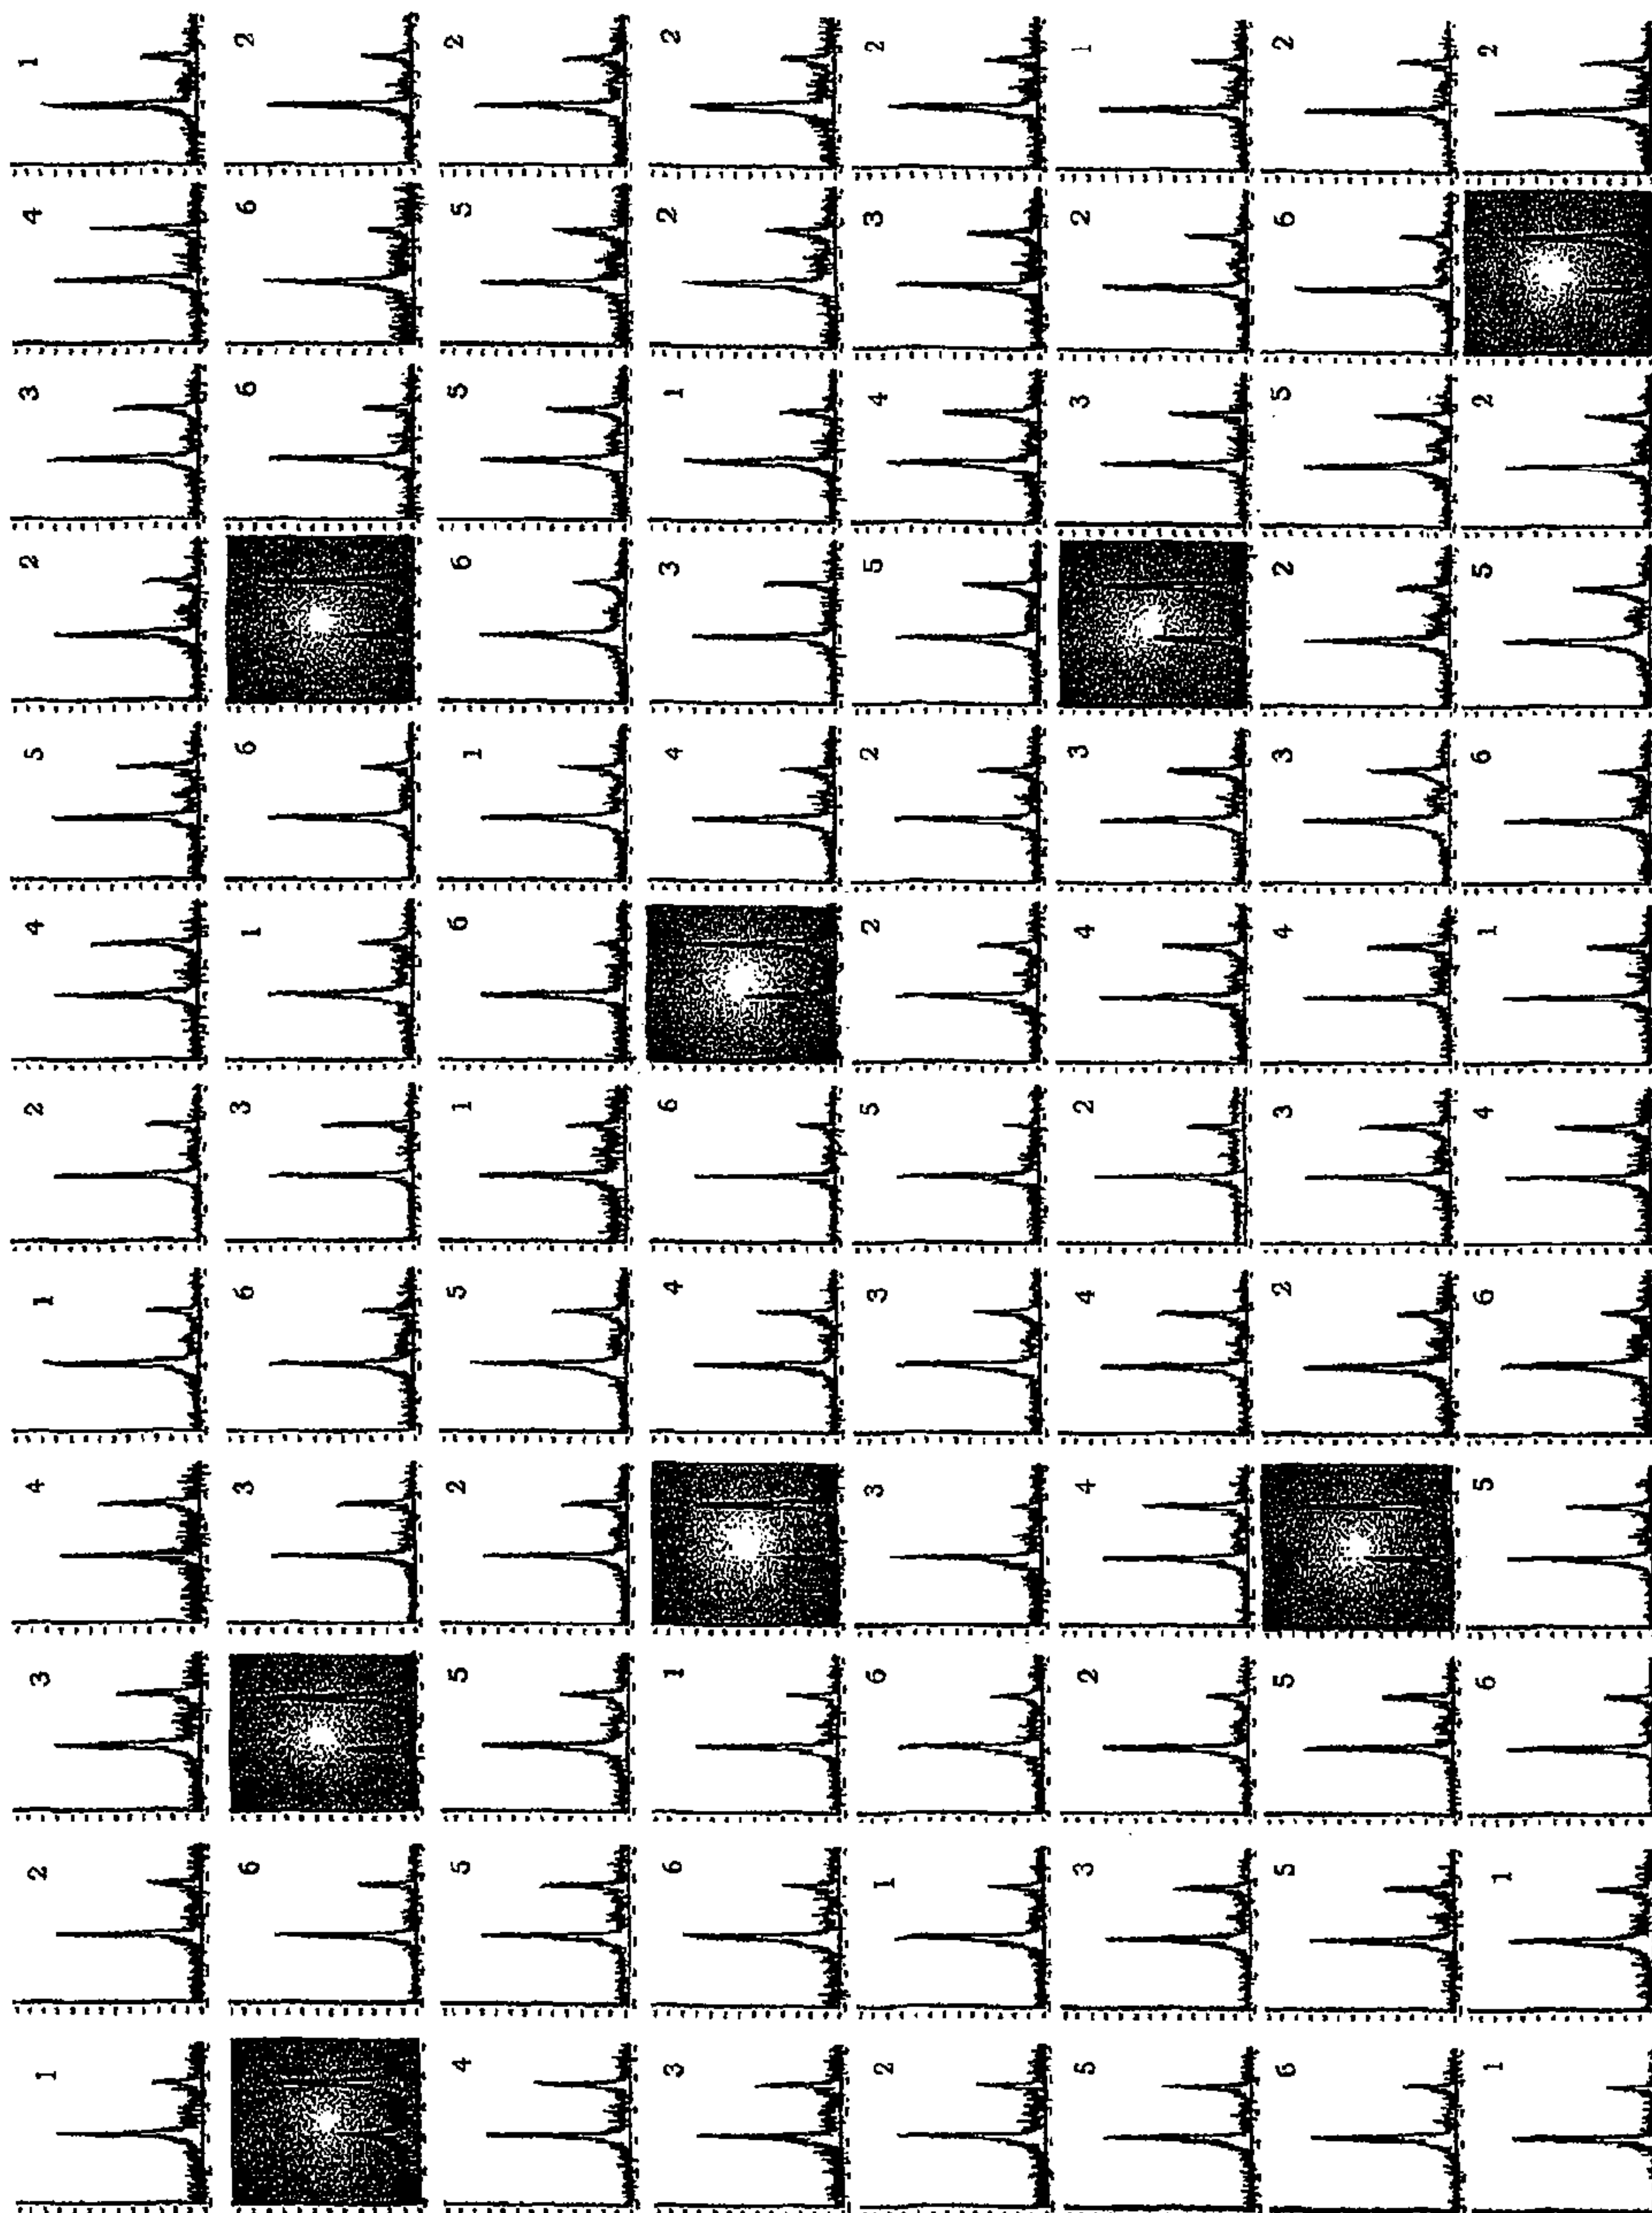 1 2 3 4 1 2 4 5 2 3 4 1
6 3 6 3 1 6 6 6 2
4 5 5 2 5 1 6 1 6 5 5 2
3 6 1 4 6 4 3 1 2 2
2 1 6 3 3 5 2 2 5 4 3 2
5 3 2 4 4 2 4 3 3 2 1
6 5 5 2 3 4 3 2 5 6 2
1 1 6 5 6 4 1 6 5 2 2